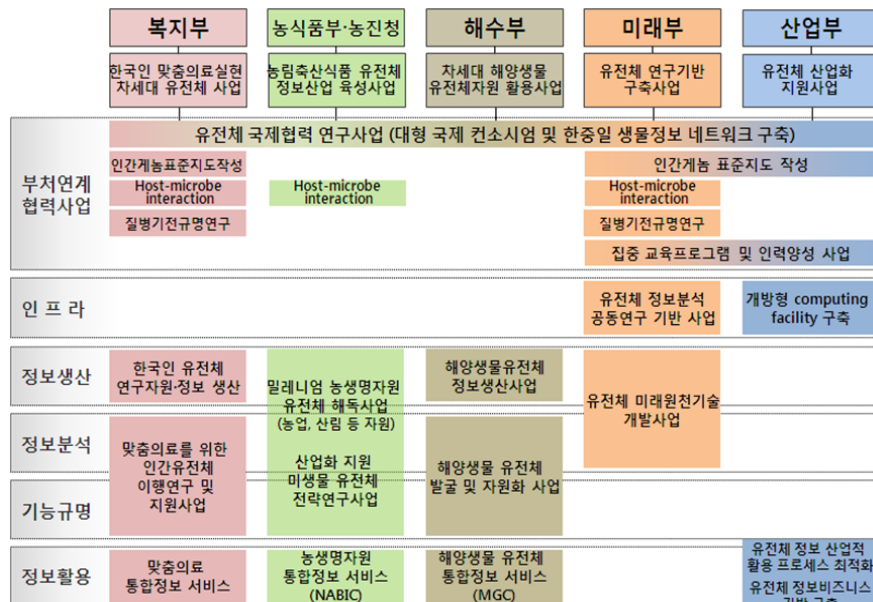 복지부
농식품부·농진청
해수부
미래부
산업부
한국인 맞춤의료실현
차세대 유전체 사업
농림축산식품 유전체
정보산업 육성사업
차세대 해양생물
유전체자원 활용사업
유전체 연구기반
구축사업
유전체 산업화
지원사업
부처연계
협력사업
유전체 국제협력 연구사업 (대형 국제 컨소시엄 및 한중일 생물정보 네트워크 구축)
인간게놈표준지도작성
인간게놈 표준지도 작성
Host-microbe
interaction
Host-microbe
interaction
Host-microbe
interaction
질병기전규명연구
질병기전규명연구
집중 교육프로그램 및 인력양성 사업
인 프 라
유전체 정보분석
공동연구 기반 사업
개방형 computing
facility 구축
정보생산
한국인 유전체
연구자원·정보 생산
밀레니엄 농생명자원
유전체 해독사업
(농업, 산림 등 자원)
해양생물유전체
정보생산사업
유전체 미래원천기술
개발사업
정보분석
맞춤의료를 위한
인간유전체
이행연구 및
지원사업
산업화 지원
미생물 유전체
전략연구사업
해양생물 유전체
발굴 및 자원화 사업
기능규명
정보활용
맞춤의료
통합정보 서비스
농생명자원
통합정보 서비스
(NABIC)
해양생물 유전체
통합정보 서비스
(MGC)
유전체 정보 산업적
활용 프로세스 최적화
유전체 정보비즈니스